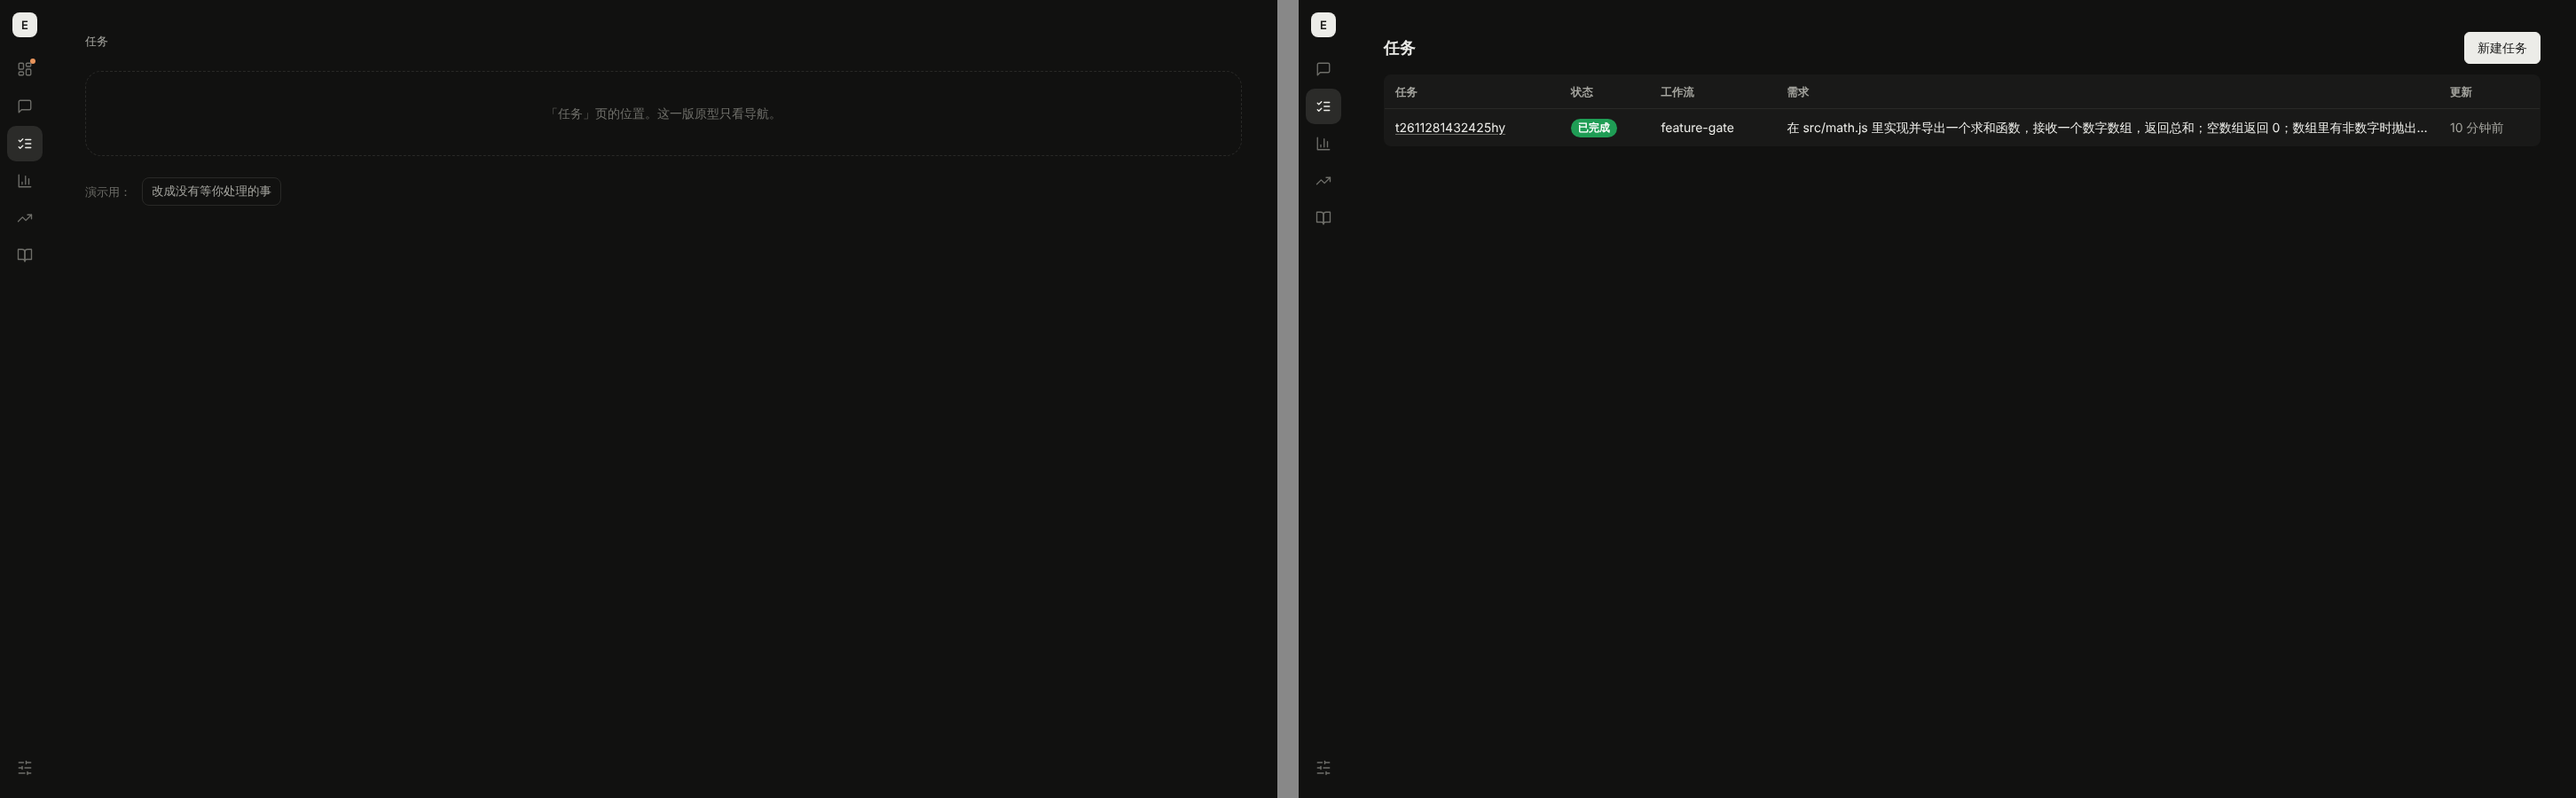 E
任务
「任务」页的位置。这一版原型只看导航。
演示用：
改成没有等你处理的事
E
任务
新建任务
任务 状态 工作流 需求 更新
t2611281432425hy 已完成 feature-gate 在 src/math.js 里实现并导出一个求和函数，接收一个数字数组，返回总和；空数组返回 0；数组里有非数字时抛出... 10 分钟前